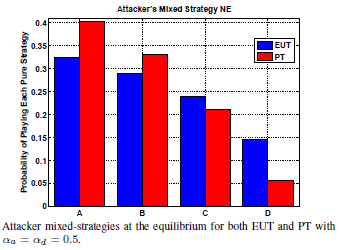 Attacker's Mixed Strategy NE
Probability of Playing Each Pure Strategy
0.4
0.35
0.3
0.25
0.2
0.15
0.1
0.05
0
EUT
PT
A B C D
Attacker mixed-strategies at the equilibrium for both EUT and PT with
αₐ = α_d = 0.5.